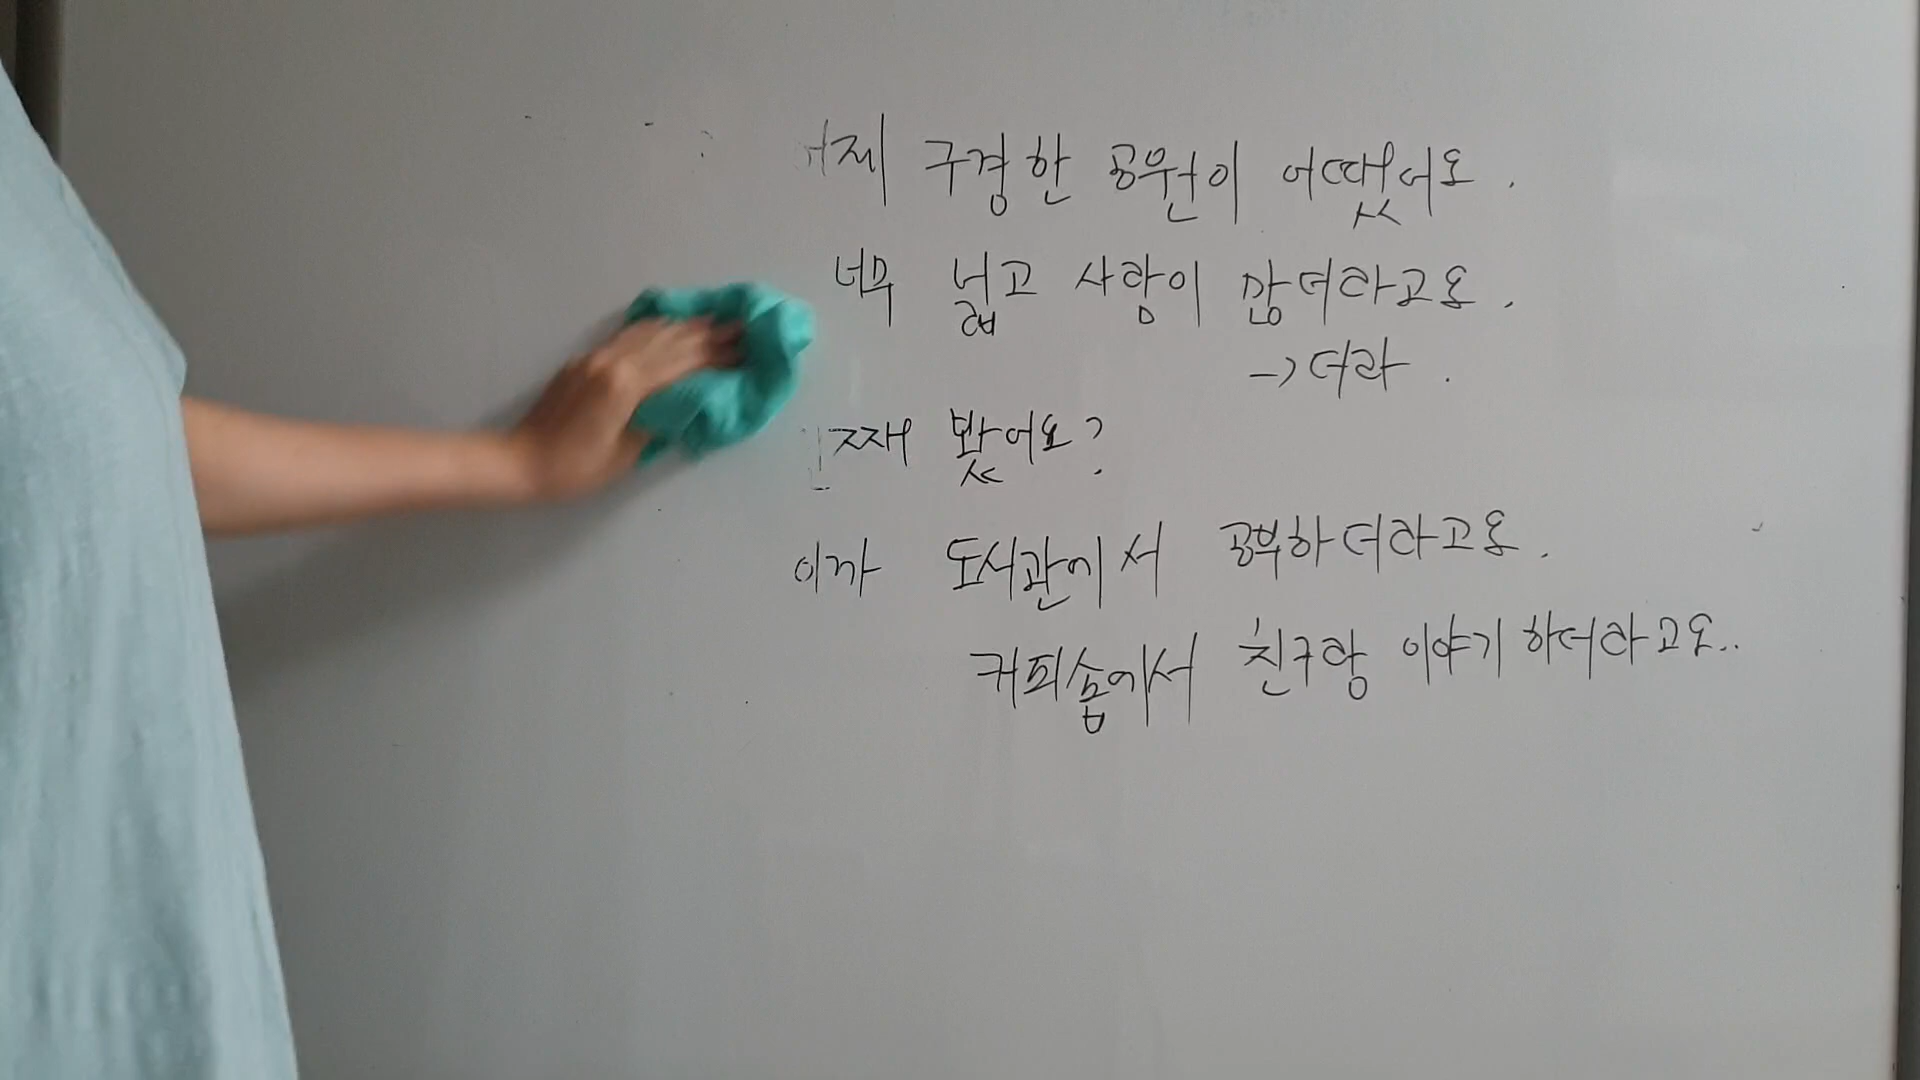 구경한 공원이 어땠어요.
너무 넓고 사람이 많더라고요.
→ 더라.
봤어요?
아까 도서관에서 공부하더라고요.
커피숍에서 친구랑 이야기하더라고요..